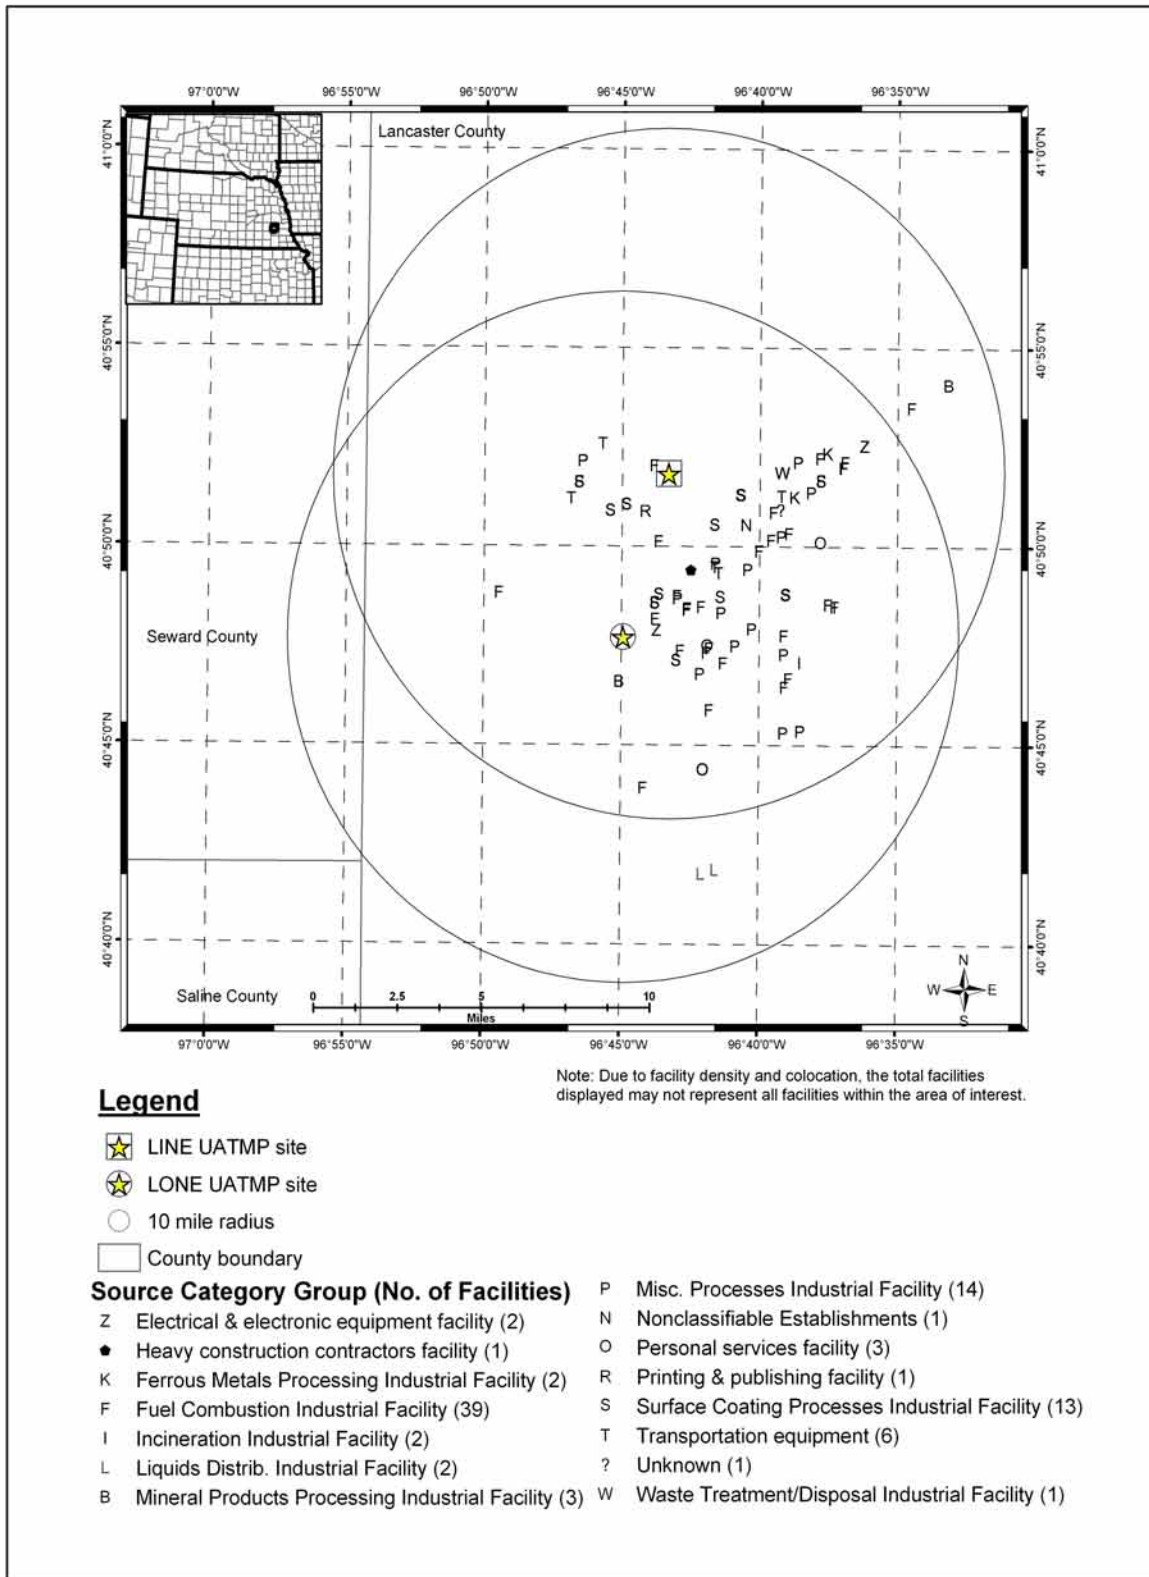 97°0'0"W 96°55'0"W 96°50'0"W 96°45'0"W 96°40'0"W 96°35'0"W
Lancaster County
41°0'0"N 41°0'0"N
40°55'0"N 40°55'0"N
B
F
T Z
P F P F K F
W F
S S
T S T K P
S S R ?
F
S N
F F P F O
F
P T P
F
S F S S
S F F S F F
F P
Z P F
Seward County
F F P P
S F P I
P F
B F
F
P P
O
F
L L
40°50'0"N 40°50'0"N
40°45'0"N 40°45'0"N
40°40'0"N 40°40'0"N
N
W E
S
Saline County
0 2.5 5 10
Miles
97°0'0"W 96°55'0"W 96°50'0"W 96°45'0"W 96°40'0"W 96°35'0"W
Note: Due to facility density and colocation, the total facilities
displayed may not represent all facilities within the area of interest.
Legend
LINE UATMP site
LONE UATMP site
10 mile radius
County boundary
Source Category Group (No. of Facilities)
Z Electrical & electronic equipment facility (2)
Heavy construction contractors facility (1)
K Ferrous Metals Processing Industrial Facility (2)
F Fuel Combustion Industrial Facility (39)
I Incineration Industrial Facility (2)
L Liquids Distrib. Industrial Facility (2)
B Mineral Products Processing Industrial Facility (3)
P Misc. Processes Industrial Facility (14)
N Nonclassifiable Establishments (1)
O Personal services facility (3)
R Printing & publishing facility (1)
S Surface Coating Processes Industrial Facility (13)
T Transportation equipment (6)
? Unknown (1)
W Waste Treatment/Disposal Industrial Facility (1)